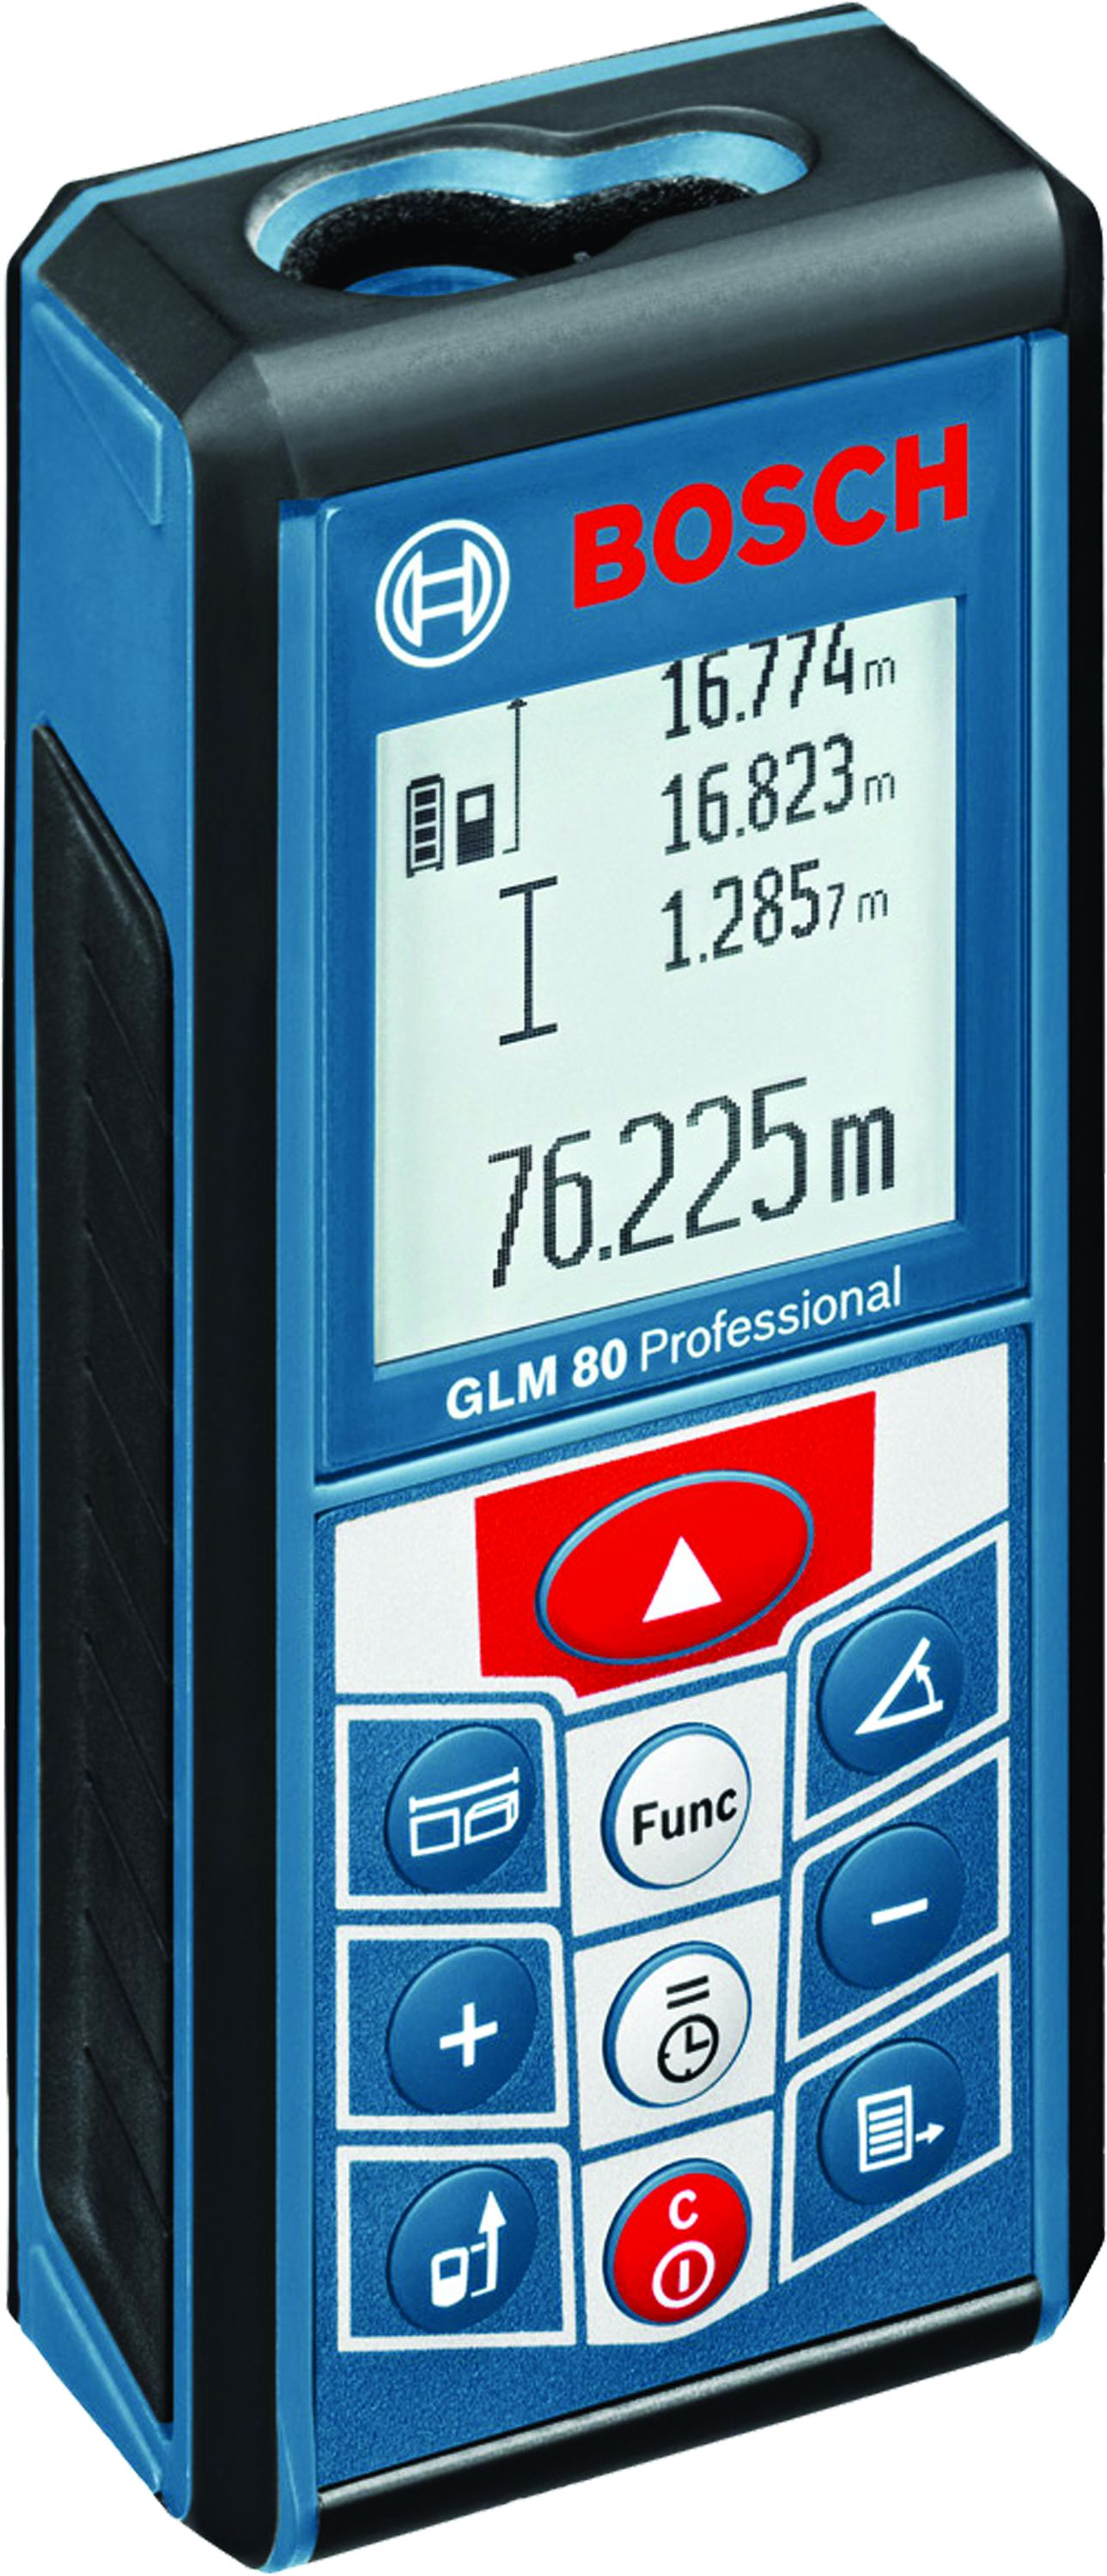 BOSCH
16.774m
16.823m
1.2857m
76.225m
GLM 80 Professional
Func
+
−
=
C